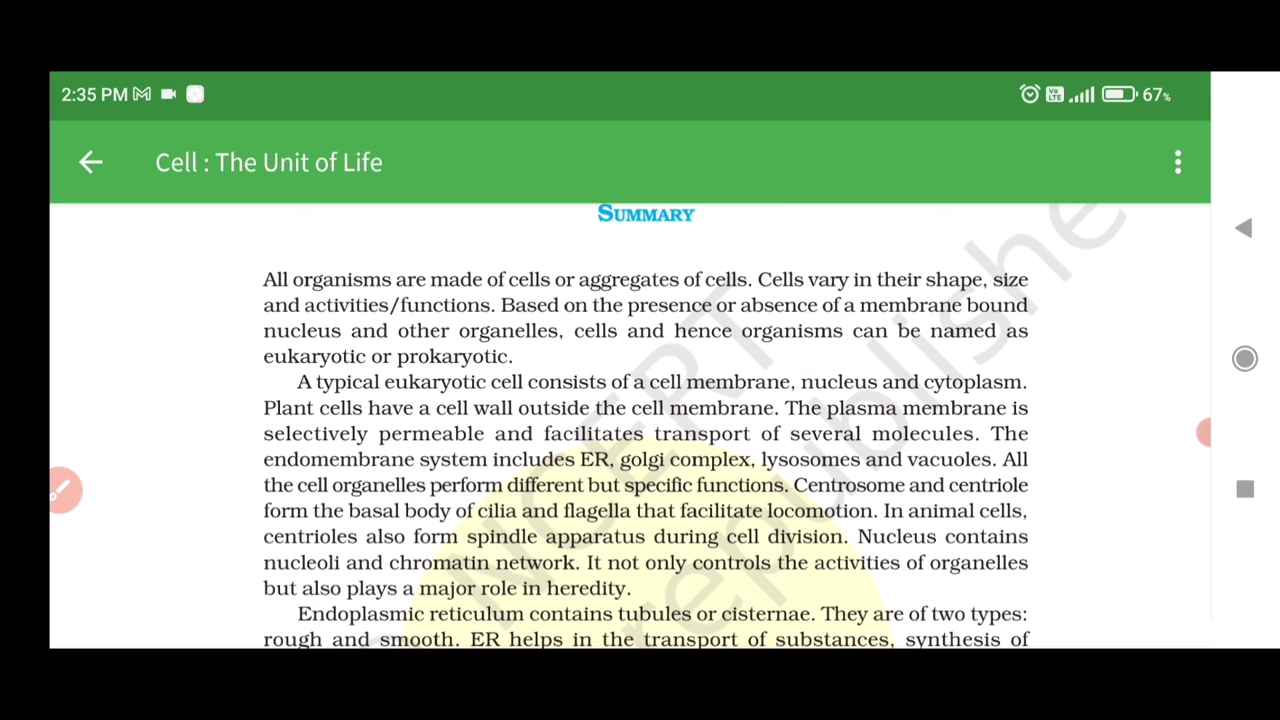 2:35 PM
Vo LTE 67%
Cell : The Unit of Life
SUMMARY
All organisms are made of cells or aggregates of cells. Cells vary in their shape, size
and activities/functions. Based on the presence or absence of a membrane bound
nucleus and other organelles, cells and hence organisms can be named as
eukaryotic or prokaryotic.
A typical eukaryotic cell consists of a cell membrane, nucleus and cytoplasm.
Plant cells have a cell wall outside the cell membrane. The plasma membrane is
selectively permeable and facilitates transport of several molecules. The
endomembrane system includes ER, golgi complex, lysosomes and vacuoles. All
the cell organelles perform different but specific functions. Centrosome and centriole
form the basal body of cilia and flagella that facilitate locomotion. In animal cells,
centrioles also form spindle apparatus during cell division. Nucleus contains
nucleoli and chromatin network. It not only controls the activities of organelles
but also plays a major role in heredity.
Endoplasmic reticulum contains tubules or cisternae. They are of two types:
rough and smooth. ER helps in the transport of substances, synthesis of
NCERT
republishe